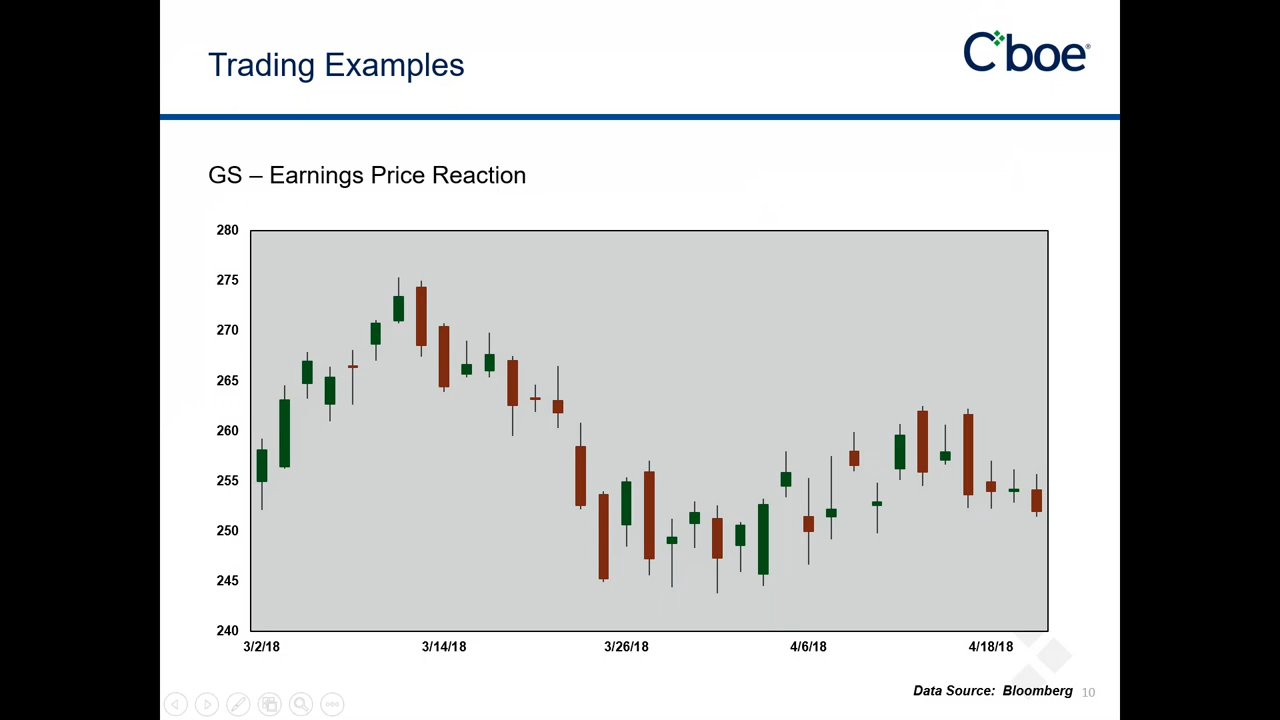 Trading Examples
Cboe®
GS – Earnings Price Reaction
280
275
270
265
260
255
250
245
240
3/2/18 3/14/18 3/26/18 4/6/18 4/18/18
Data Source: Bloomberg 10